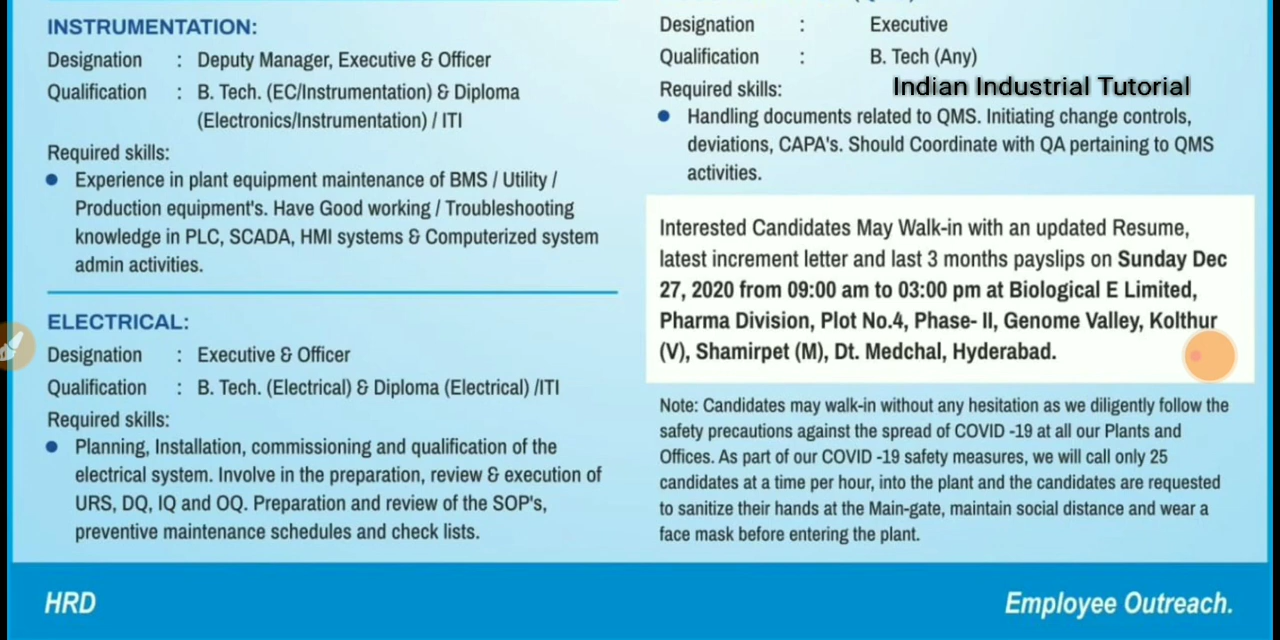 INSTRUMENTATION:
Designation : Deputy Manager, Executive & Officer
Qualification : B. Tech. (EC/Instrumentation) & Diploma
(Electronics/Instrumentation) / ITI
Required skills:
Experience in plant equipment maintenance of BMS / Utility /
Production equipment's. Have Good working / Troubleshooting
knowledge in PLC, SCADA, HMI systems & Computerized system
admin activities.
ELECTRICAL:
Designation : Executive & Officer
Qualification : B. Tech. (Electrical) & Diploma (Electrical) /ITI
Required skills:
Planning, Installation, commissioning and qualification of the
electrical system. Involve in the preparation, review & execution of
URS, DQ, IQ and OQ. Preparation and review of the SOP's,
preventive maintenance schedules and check lists.
Designation : Executive
Qualification : B. Tech (Any)
Required skills:
Indian Industrial Tutorial
Handling documents related to QMS. Initiating change controls,
deviations, CAPA's. Should Coordinate with QA pertaining to QMS
activities.
Interested Candidates May Walk-in with an updated Resume,
latest increment letter and last 3 months payslips on Sunday Dec
27, 2020 from 09:00 am to 03:00 pm at Biological E Limited,
Pharma Division, Plot No.4, Phase- II, Genome Valley, Kolthur
(V), Shamirpet (M), Dt. Medchal, Hyderabad.
Note: Candidates may walk-in without any hesitation as we diligently follow the
safety precautions against the spread of COVID -19 at all our Plants and
Offices. As part of our COVID -19 safety measures, we will call only 25
candidates at a time per hour, into the plant and the candidates are requested
to sanitize their hands at the Main-gate, maintain social distance and wear a
face mask before entering the plant.
HRD
Employee Outreach.